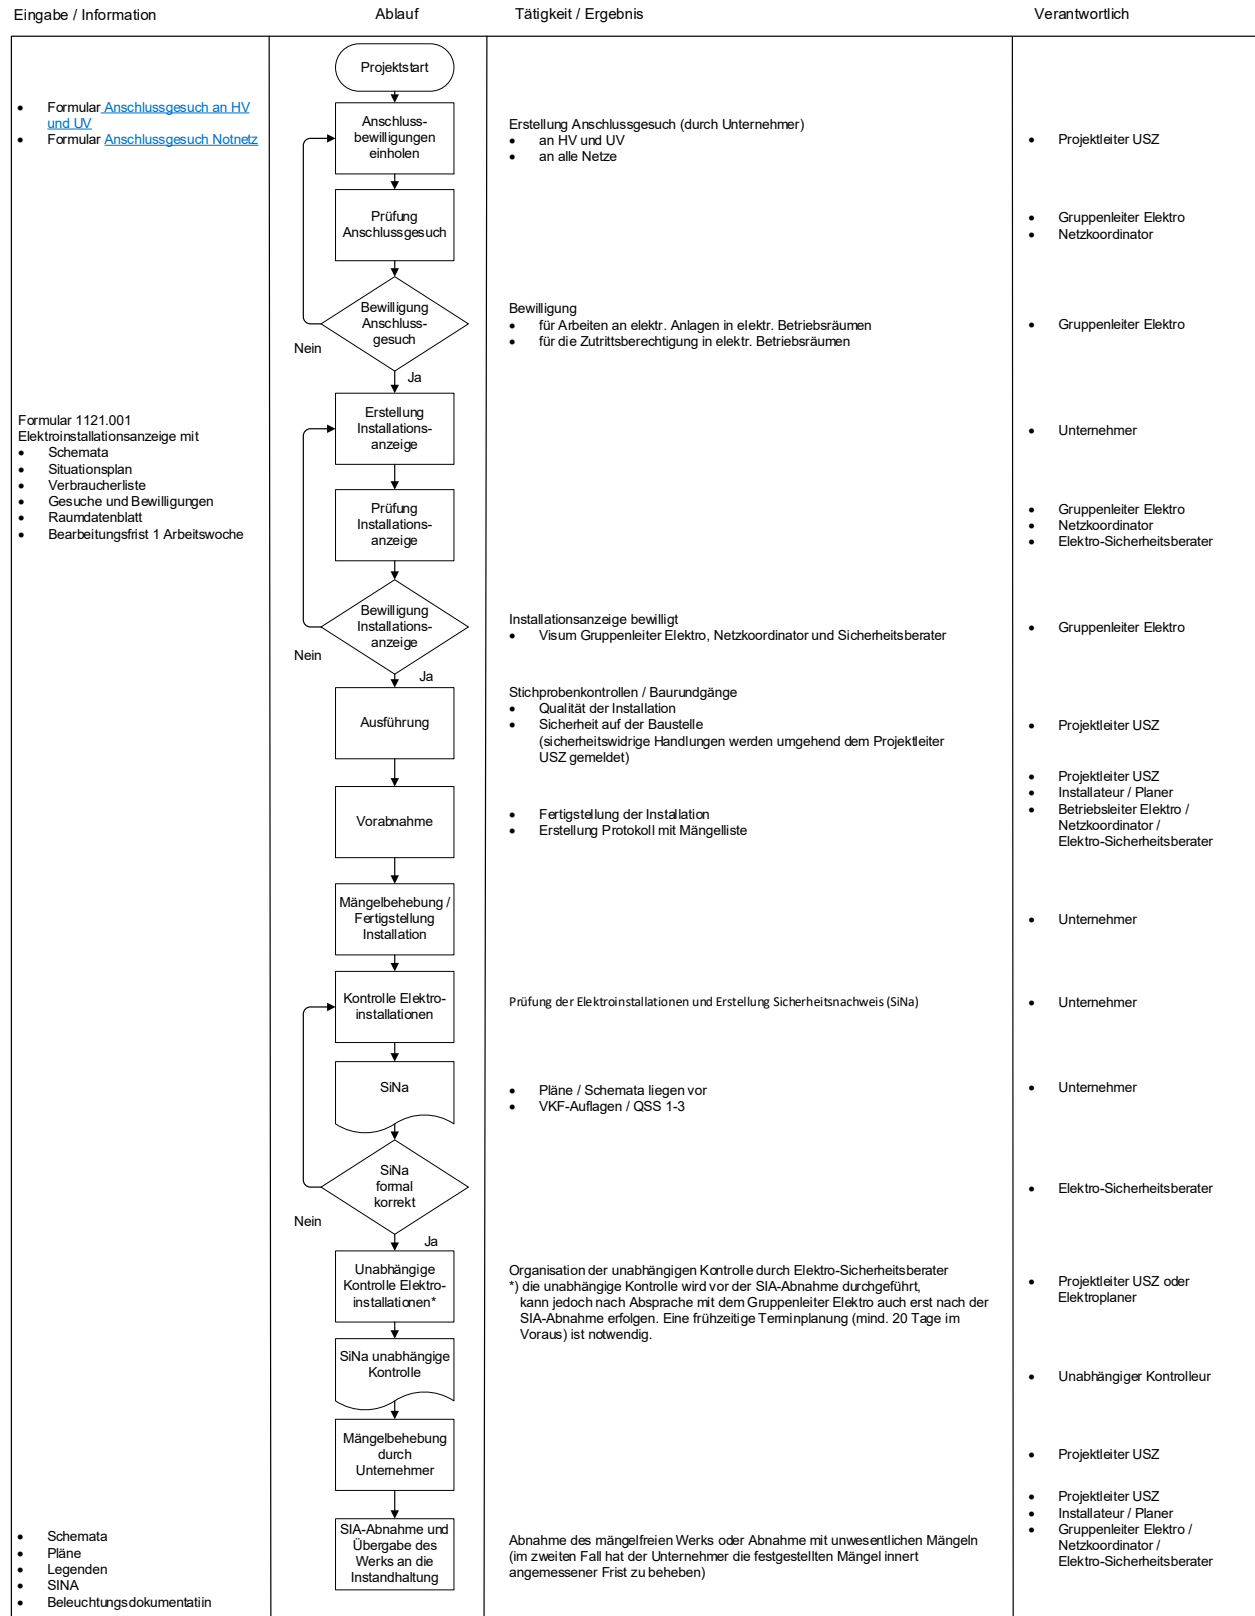 Eingabe / Information
Ablauf
Tätigkeit / Ergebnis
Verantwortlich
Projektstart
• Formular Anschlussgesuch an HV
und UV
• Formular Anschlussgesuch Notnetz
Anschluss-
bewilligungen
einholen
Erstellung Anschlussgesuch (durch Unternehmer)
• an HV und UV
• an alle Netze
• Projektleiter USZ
Prüfung
Anschlussgesuch
• Gruppenleiter Elektro
• Netzkoordinator
Bewilligung
Anschluss-
gesuch
Nein
Ja
Bewilligung
• für Arbeiten an elektr. Anlagen in elektr. Betriebsräumen
• für die Zutrittsberechtigung in elektr. Betriebsräumen
• Gruppenleiter Elektro
Formular 1121.001
Elektroinstallationsanzeige mit
• Schemata
• Situationsplan
• Verbraucherliste
• Gesuche und Bewilligungen
• Raumdatenblatt
• Bearbeitungsfrist 1 Arbeitswoche
Erstellung
Installations-
anzeige
• Unternehmer
Prüfung
Installations-
anzeige
• Gruppenleiter Elektro
• Netzkoordinator
• Elektro-Sicherheitsberater
Bewilligung
Installations-
anzeige
Nein
Ja
Installationsanzeige bewilligt
• Visum Gruppenleiter Elektro, Netzkoordinator und Sicherheitsberater
• Gruppenleiter Elektro
Ausführung
Stichprobenkontrollen / Baurundgänge
• Qualität der Installation
• Sicherheit auf der Baustelle
(sicherheitswidrige Handlungen werden umgehend dem Projektleiter
USZ gemeldet)
• Projektleiter USZ
Vorabnahme
• Fertigstellung der Installation
• Erstellung Protokoll mit Mängelliste
• Projektleiter USZ
• Installateur / Planer
• Betriebsleiter Elektro /
Netzkoordinator /
Elektro-Sicherheitsberater
Mängelbehebung /
Fertigstellung
Installation
• Unternehmer
Kontrolle Elektro-
installationen
Prüfung der Elektroinstallationen und Erstellung Sicherheitsnachweis (SiNa)
• Unternehmer
SiNa
• Pläne / Schemata liegen vor
• VKF-Auflagen / QSS 1-3
• Unternehmer
SiNa
formal
korrekt
Nein
Ja
• Elektro-Sicherheitsberater
Unabhängige
Kontrolle Elektro-
installationen*
Organisation der unabhängigen Kontrolle durch Elektro-Sicherheitsberater
*) die unabhängige Kontrolle wird vor der SIA-Abnahme durchgeführt,
kann jedoch nach Absprache mit dem Gruppenleiter Elektro auch erst nach der
SIA-Abnahme erfolgen. Eine frühzeitige Terminplanung (mind. 20 Tage im
Voraus) ist notwendig.
• Projektleiter USZ oder
Elektroplaner
SiNa unabhängige
Kontrolle
• Unabhängiger Kontrolleur
Mängelbehebung
durch
Unternehmer
• Projektleiter USZ
SIA-Abnahme und
Übergabe des
Werks an die
Instandhaltung
Abnahme des mängelfreien Werks oder Abnahme mit unwesentlichen Mängeln
(im zweiten Fall hat der Unternehmer die festgestellten Mängel innert
angemessener Frist zu beheben)
• Projektleiter USZ
• Installateur / Planer
• Gruppenleiter Elektro /
Netzkoordinator /
Elektro-Sicherheitsberater
• Schemata
• Pläne
• Legenden
• SINA
• Beleuchtungsdokumentatiin